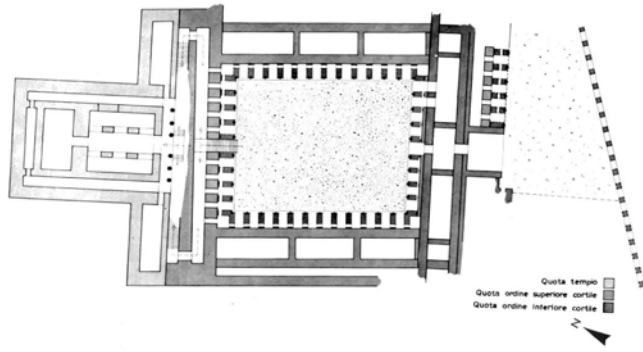 Quota tempio
Quota ordine superiore cortile
Quota ordine inferiore cortile
N